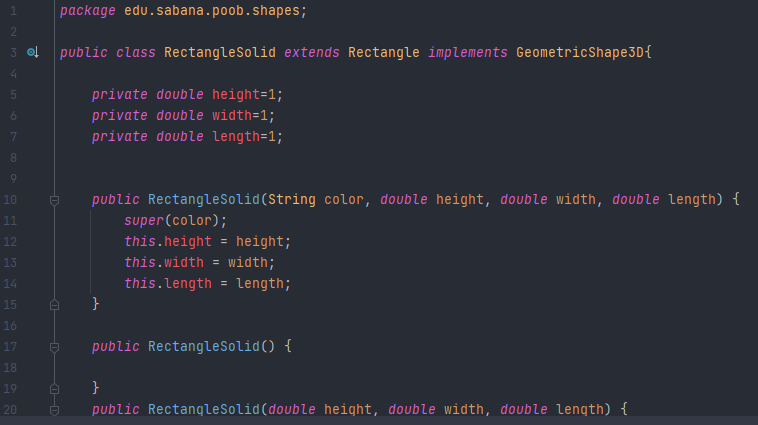 1 package edu.sabana.poob.shapes;
2
3 public class RectangleSolid extends Rectangle implements GeometricShape3D{
4
5 private double height=1;
6 private double width=1;
7 private double length=1;
8
9
10 public RectangleSolid(String color, double height, double width, double length) {
11 super(color);
12 this.height = height;
13 this.width = width;
14 this.length = length;
15 }
16
17 public RectangleSolid() {
18
19 }
20 public RectangleSolid(double height, double width, double length) {